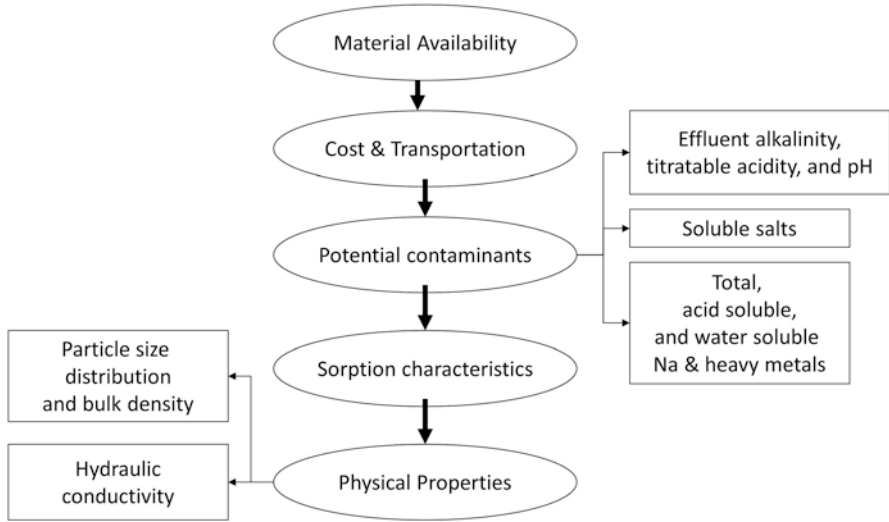 Material Availability
Cost & Transportation
Effluent alkalinity,
titratable acidity, and pH
Potential contaminants
Soluble salts
Total,
acid soluble,
and water soluble
Na & heavy metals
Sorption characteristics
Particle size
distribution
and bulk density
Physical Properties
Hydraulic
conductivity